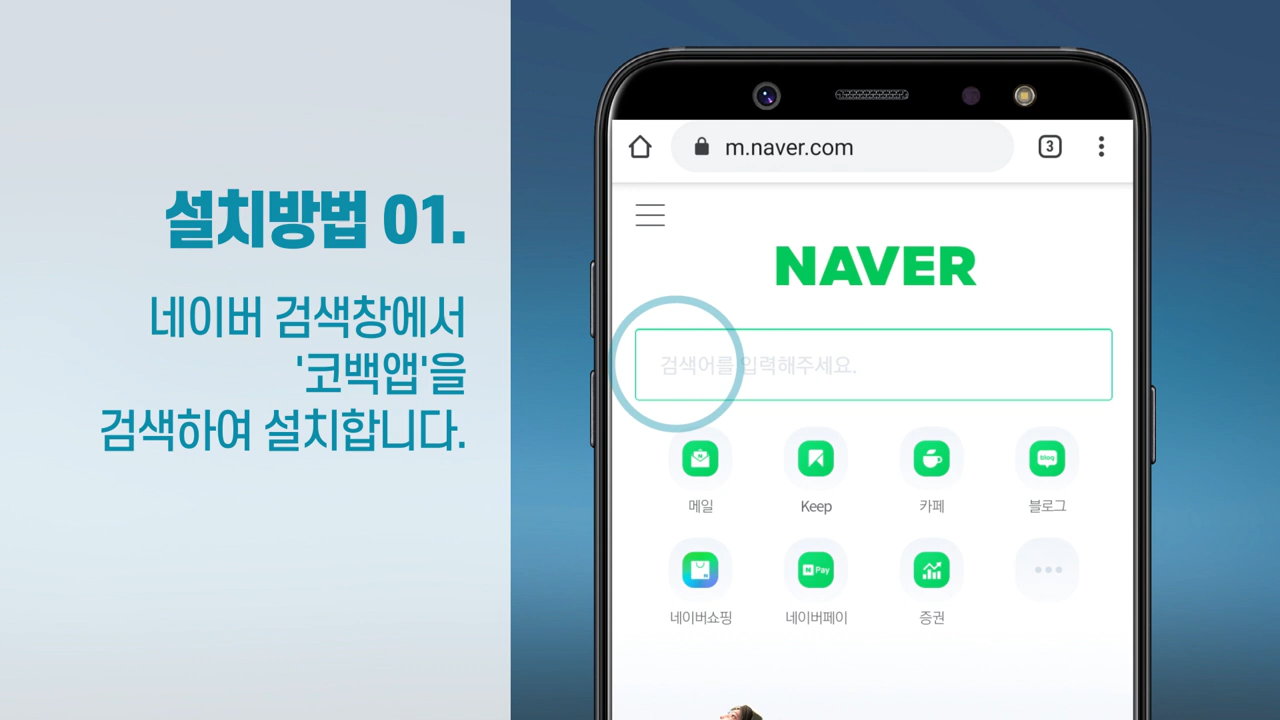 설치방법 01.
네이버 검색창에서
'코백앱'을
검색하여 설치합니다.
m.naver.com
3
NAVER
검색어를 입력해주세요.
blog
메일
Keep
카페
블로그
N
N Pay
네이버쇼핑
네이버페이
증권